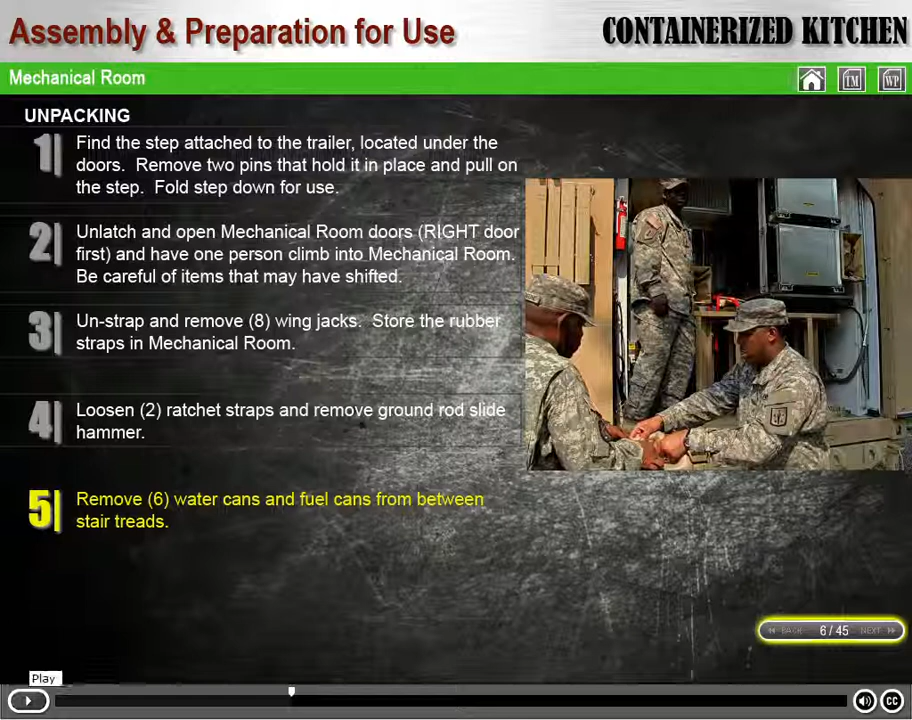 Assembly & Preparation for Use
CONTAINERIZED KITCHEN
Mechanical Room
TM
WP
UNPACKING
1 Find the step attached to the trailer, located under the
doors. Remove two pins that hold it in place and pull on
the step. Fold step down for use.
2 Unlatch and open Mechanical Room doors (RIGHT door
first) and have one person climb into Mechanical Room.
Be careful of items that may have shifted.
3 Un-strap and remove (8) wing jacks. Store the rubber
straps in Mechanical Room.
4 Loosen (2) ratchet straps and remove ground rod slide
hammer.
5 Remove (6) water cans and fuel cans from between
stair treads.
BACK 6 / 45 NEXT
Play
CC